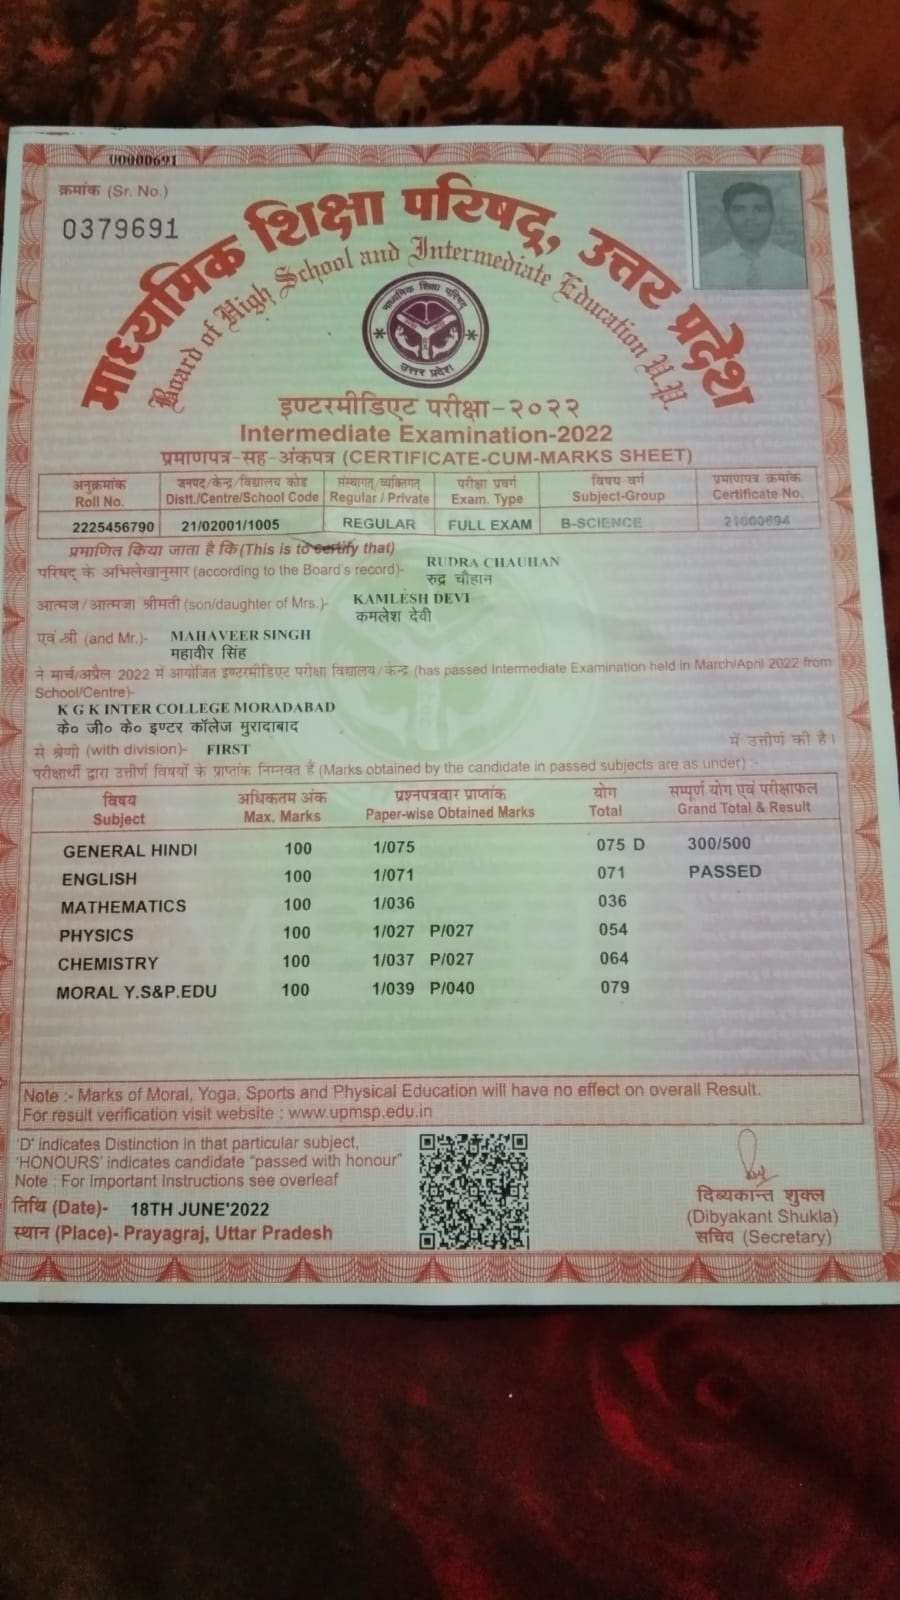 00000691
क्रमांक (Sr. No.)
0379691
माध्यमिक शिक्षा परिषद्, उत्तर प्रदेश
Board of High School and Intermediate Education U.P.
माध्यमिक शिक्षा परिषद्
उत्तर प्रदेश
इण्टरमीडिएट परीक्षा-२०२२
Intermediate Examination-2022
प्रमाणपत्र-सह-अंकपत्र (CERTIFICATE-CUM-MARKS SHEET)
अनुक्रमांक जनपद/केन्द्र/विद्यालय कोड संस्थागत/व्यक्तिगत् परीक्षा प्रवर्ग विषय-वर्ग प्रमाणपत्र क्रमांक
Roll No. Distt./Centre/School Code Regular / Private Exam. Type Subject-Group Certificate No.
2225456790 21/02001/1005 REGULAR FULL EXAM B-SCIENCE 21000694
प्रमाणित किया जाता है कि (This is to certify that)
परिषद् के अभिलेखानुसार (according to the Board's record)- RUDRA CHAUHAN
रुद्र चौहान
आत्मज/आत्मजा श्रीमती (son/daughter of Mrs.)- KAMLESH DEVI
कमलेश देवी
एवं श्री (and Mr.)- MAHAVEER SINGH
महावीर सिंह
ने मार्च/अप्रैल 2022 में आयोजित इण्टरमीडिएट परीक्षा विद्यालय/केन्द्र (has passed Intermediate Examination held in March/April 2022 from
School/Centre)-
K G K INTER COLLEGE MORADABAD
के० जी० के० इण्टर कॉलेज मुरादाबाद
में श्रेणी (with division)- FIRST में उत्तीर्ण की है।
परीक्षार्थी द्वारा उत्तीर्ण विषयों के प्राप्तांक निम्नवत हैं (Marks obtained by the candidate in passed subjects are as under) :-
विषय अधिकतम अंक प्रश्नपत्रवार प्राप्तांक योग सम्पूर्ण योग एवं परीक्षाफल
Subject Max. Marks Paper-wise Obtained Marks Total Grand Total & Result
GENERAL HINDI 100 1/075 075 D 300/500
ENGLISH 100 1/071 071 PASSED
MATHEMATICS 100 1/036 036
PHYSICS 100 1/027 P/027 054
CHEMISTRY 100 1/037 P/027 064
MORAL Y.S&P.EDU 100 1/039 P/040 079
Note :- Marks of Moral, Yoga, Sports and Physical Education will have no effect on overall Result.
For result verification visit website : www.upmsp.edu.in
'D' indicates Distinction in that particular subject,
'HONOURS' indicates candidate "passed with honour"
Note : For Important Instructions see overleaf
तिथि (Date)- 18TH JUNE'2022
स्थान (Place)- Prayagraj, Uttar Pradesh
दिव्यकान्त शुक्ल
(Dibyakant Shukla)
सचिव (Secretary)